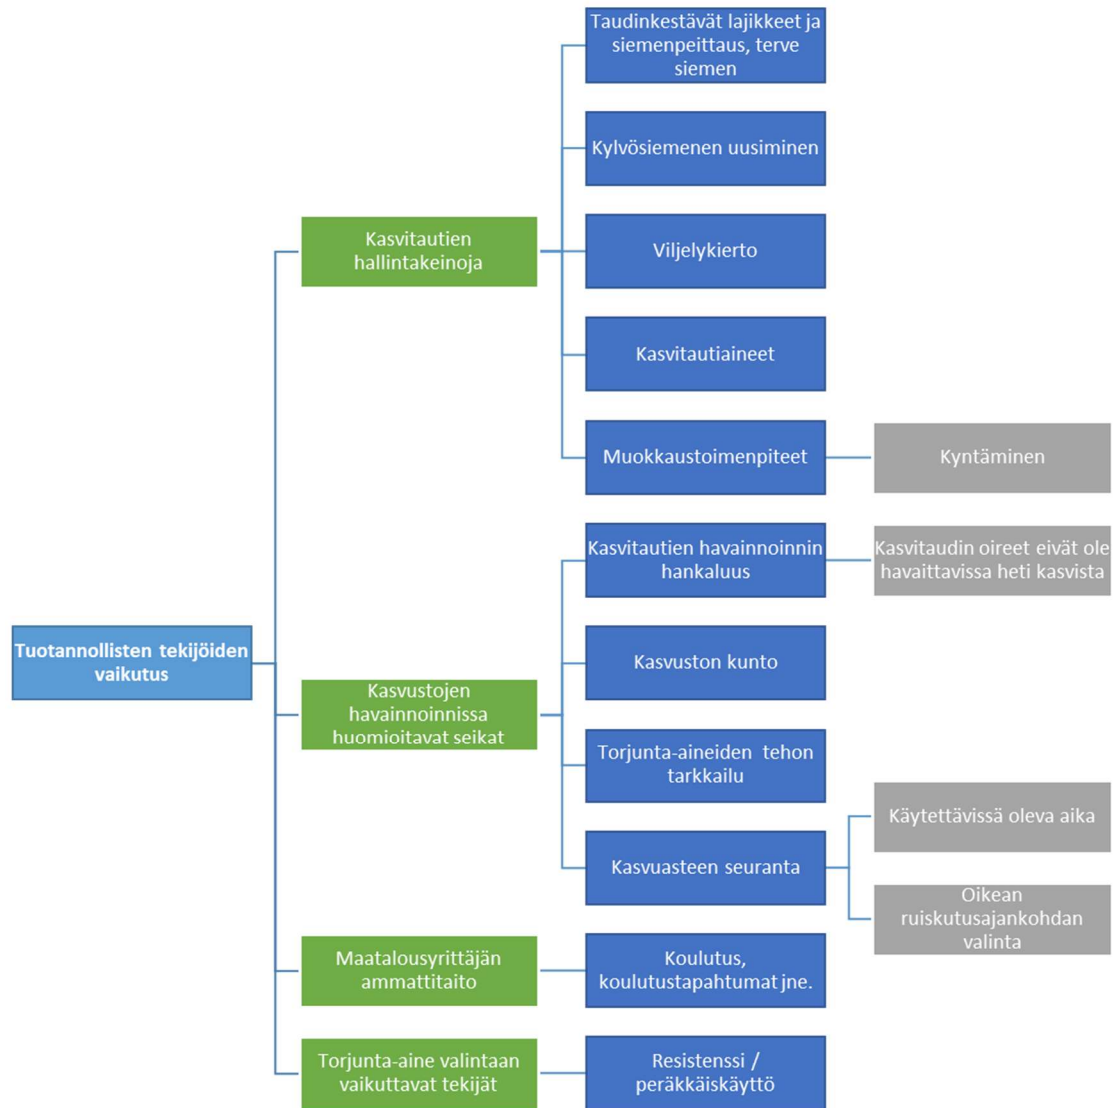 Taudinkestävät lajikkeet ja
siemenpeittaus, terve
siemen
Kylvösiemenen uusiminen
Kasvitautien
hallintakeinoja
Viljelykierto
Kasvitautiaineet
Muokkaustoimenpiteet
Kyntäminen
Kasvitautien havainnoinnin
hankaluus
Kasvitaudin oireet eivät ole
havaittavissa heti kasvista
Tuotannollisten tekijöiden
vaikutus
Kasvuston kunto
Kasvustojen
havainnoinnissa
huomioitavat seikat
Torjunta-aineiden tehon
tarkkailu
Käytettävissä oleva aika
Kasvuasteen seuranta
Oikean
ruiskutusajankohdan
valinta
Maatalousyrittäjän
ammattitaito
Koulutus,
koulutustapahtumat jne.
Torjunta-aine valintaan
vaikuttavat tekijät
Resistenssi /
peräkkäiskäyttö